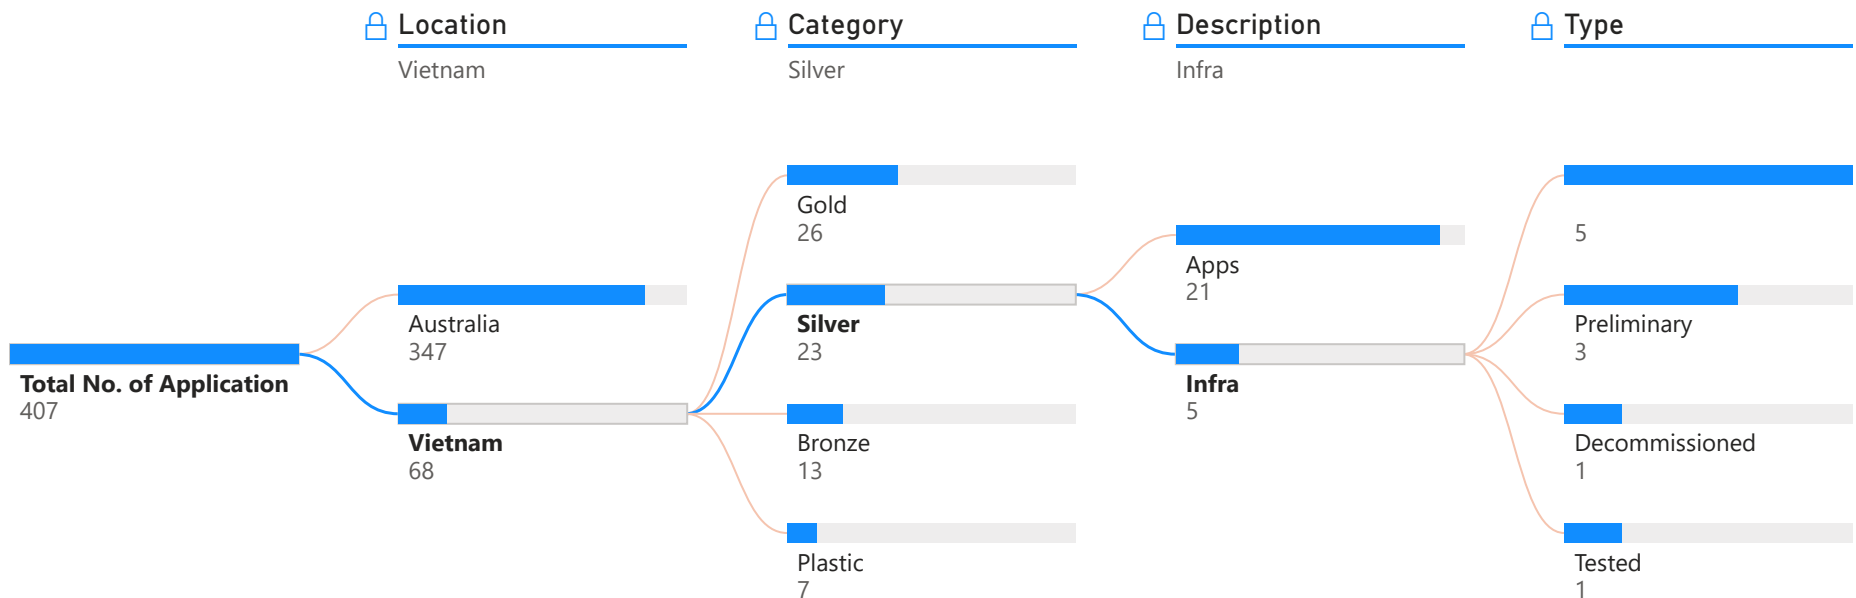 Location
Vietnam
Category
Silver
Description
Infra
Type
Total No. of Application
407
Australia
347
Vietnam
68
Gold
26
Silver
23
Bronze
13
Plastic
7
Apps
21
Infra
5
5
Preliminary
3
Decommissioned
1
Tested
1